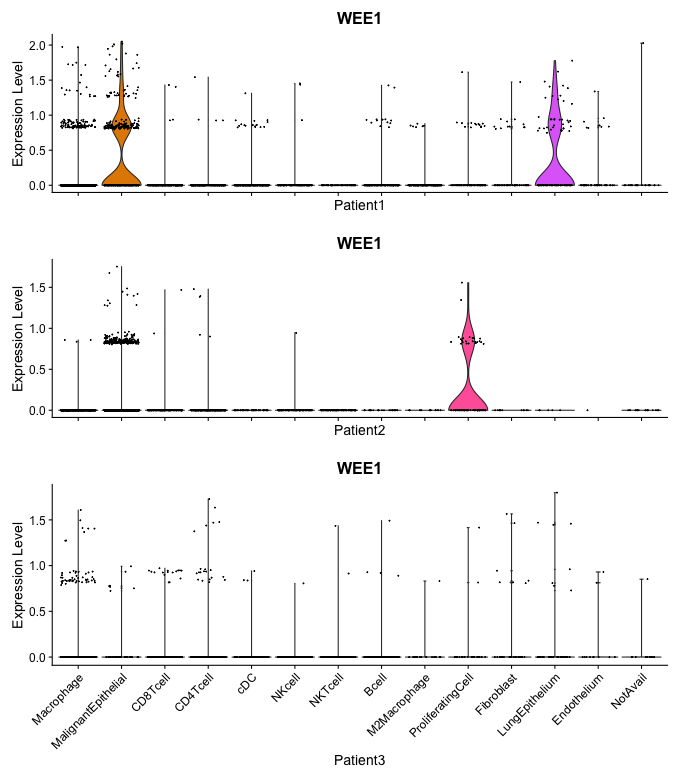 WEE1
Expression Level
2.0
1.5
1.0
0.5
0.0
Patient1
WEE1
Expression Level
1.5
1.0
0.5
0.0
Patient2
WEE1
Expression Level
1.5
1.0
0.5
0.0
Macrophage
MalignantEpithelial
CD8Tcell
CD4Tcell
cDC
NKcell
NKTcell
Bcell
M2Macrophage
ProliferatingCell
Fibroblast
LungEpithelium
Endothelium
NotAvail
Patient3